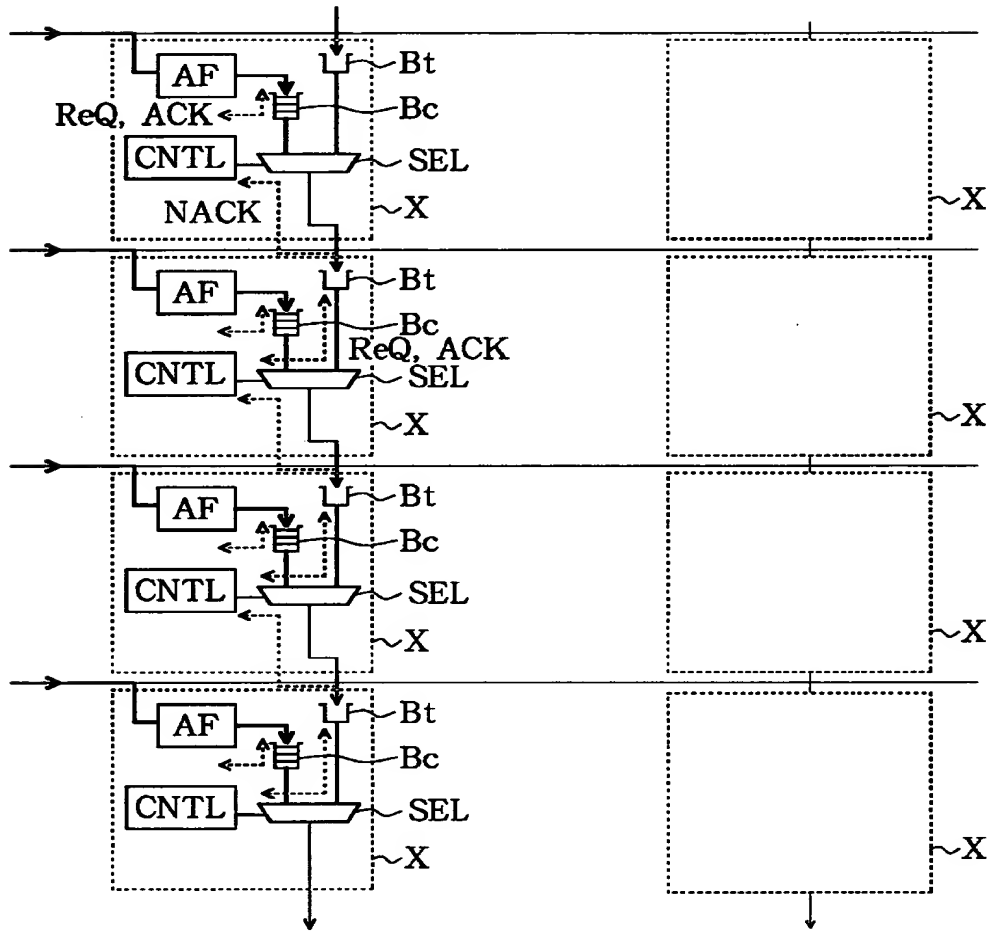 Bt
AF
Bc
ReQ, ACK
CNTL
SEL
NACK
X
X
Bt
AF
Bc
ReQ, ACK
CNTL
SEL
X
X
Bt
AF
Bc
CNTL
SEL
X
X
Bt
AF
Bc
CNTL
SEL
X
X